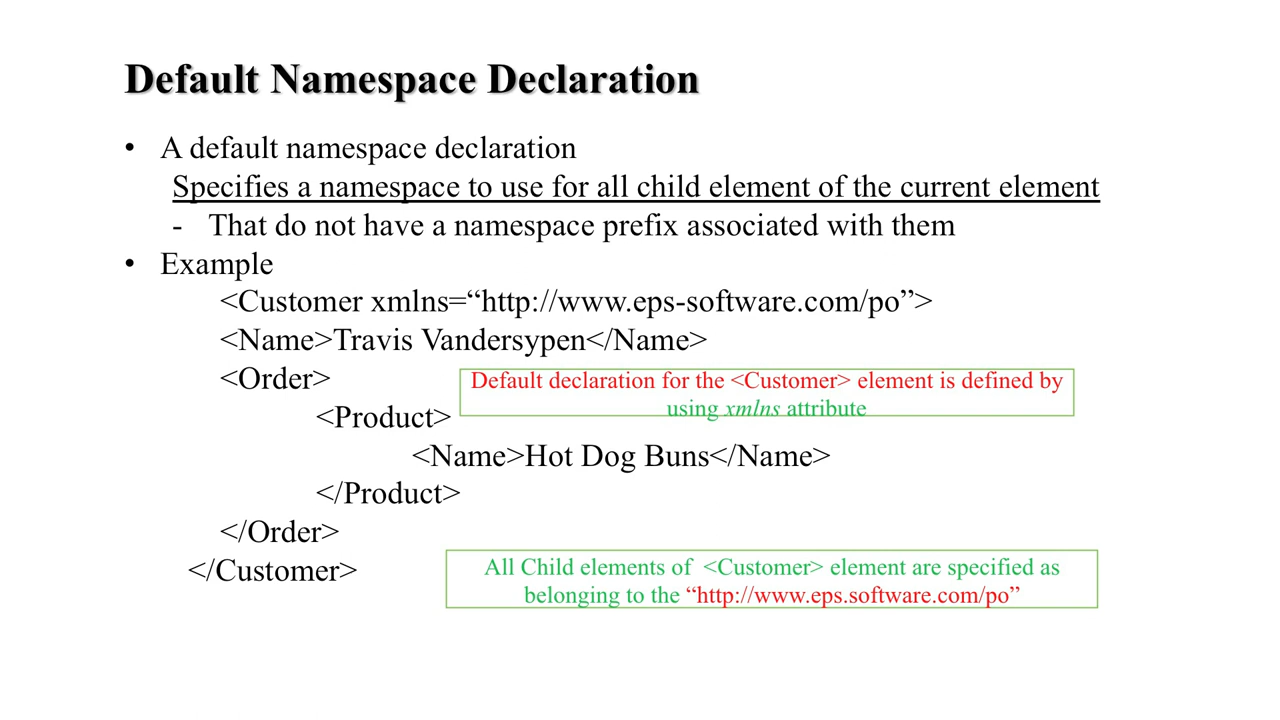 Default Namespace Declaration
• A default namespace declaration
Specifies a namespace to use for all child element of the current element
- That do not have a namespace prefix associated with them
• Example
<Customer xmlns=“http://www.eps-software.com/po”>
<Name>Travis Vandersypen</Name>
<Order>
Default declaration for the <Customer> element is defined by
using xmlns attribute
<Product>
<Name>Hot Dog Buns</Name>
</Product>
</Order>
</Customer>
All Child elements of <Customer> element are specified as
belonging to the “http://www.eps.software.com/po”